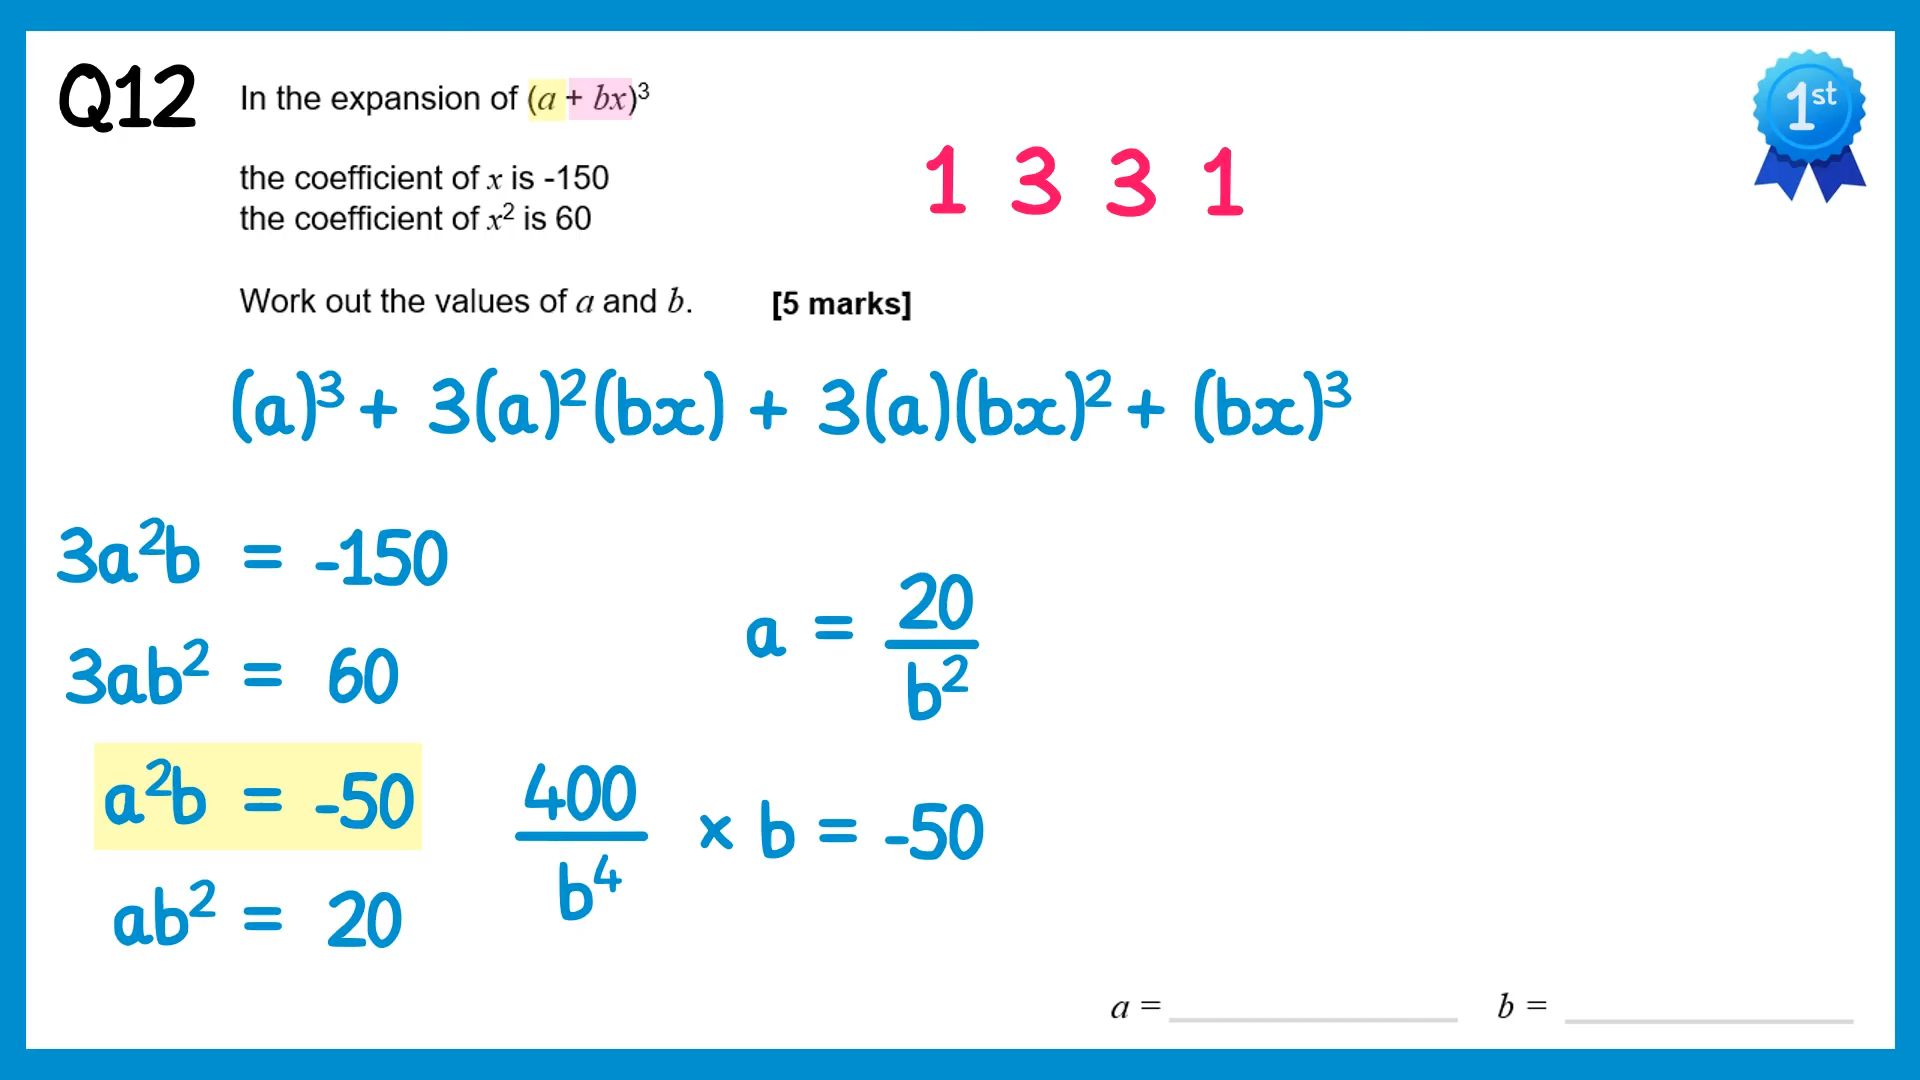 Q12
In the expansion of (a + bx)³
1st
the coefficient of x is -150
the coefficient of x² is 60
1 3 3 1
Work out the values of a and b. [5 marks]
(a)³ + 3(a)²(bx) + 3(a)(bx)² + (bx)³
3a²b = -150
3ab² = 60
a²b = -50
ab² = 20
a = 20/b²
400/b⁴ × b = -50
a = ____________ b = ____________